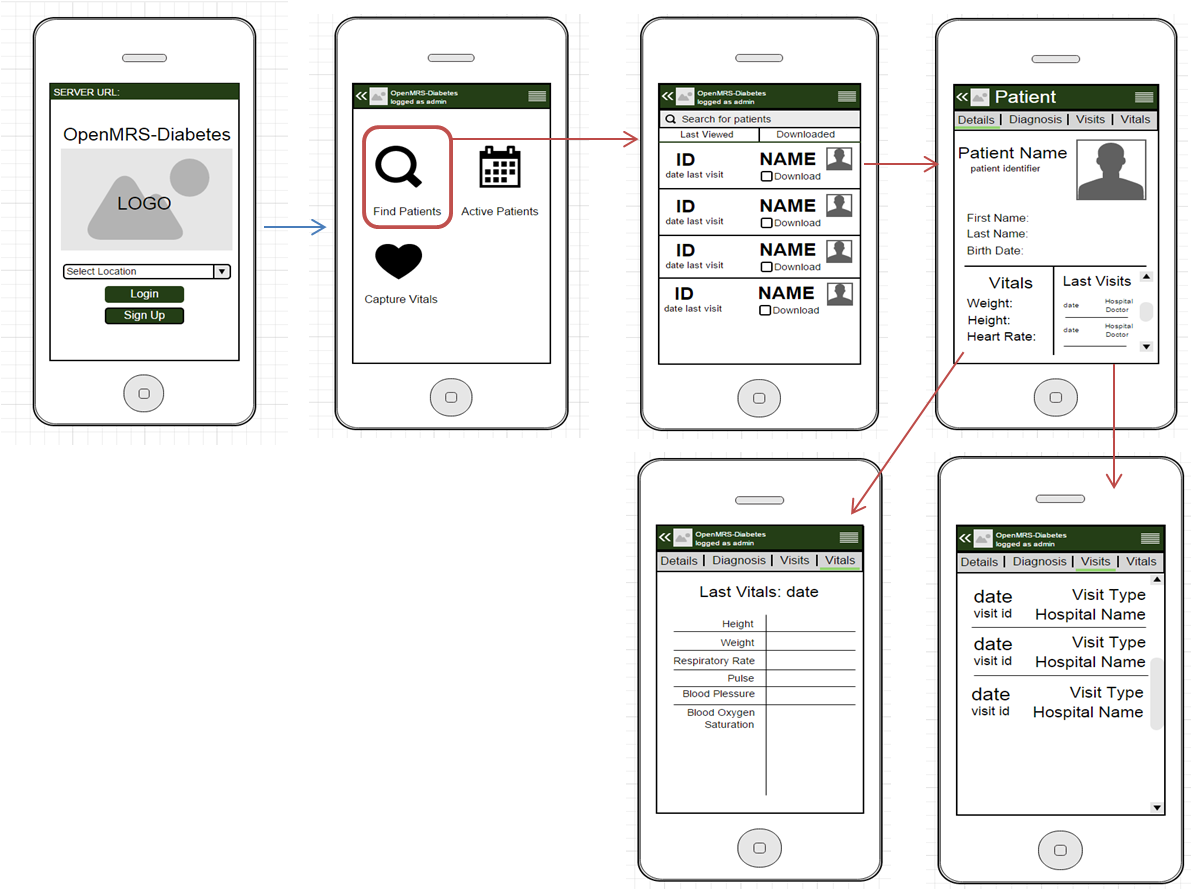 SERVER URL:
OpenMRS-Diabetes
LOGO
Select Location
Login
Sign Up
OpenMRS-Diabetes
logged as admin
Find Patients
Active Patients
Capture Vitals
OpenMRS-Diabetes
logged as admin
Search for patients
Last Viewed Downloaded
ID NAME
date last visit Download
ID NAME
date last visit Download
ID NAME
date last visit Download
ID NAME
date last visit Download
Patient
Details Diagnosis Visits Vitals
Patient Name
patient identifier
First Name:
Last Name:
Birth Date:
Vitals
Weight:
Height:
Heart Rate:
Last Visits
date Hospital
Doctor
date Hospital
Doctor
OpenMRS-Diabetes
logged as admin
Details Diagnosis Visits Vitals
Last Vitals: date
Height
Weight
Respiratory Rate
Pulse
Blood Plessure
Blood Oxygen
Saturation
OpenMRS-Diabetes
logged as admin
Details Diagnosis Visits Vitals
date Visit Type
visit id Hospital Name
date Visit Type
visit id Hospital Name
date Visit Type
visit id Hospital Name